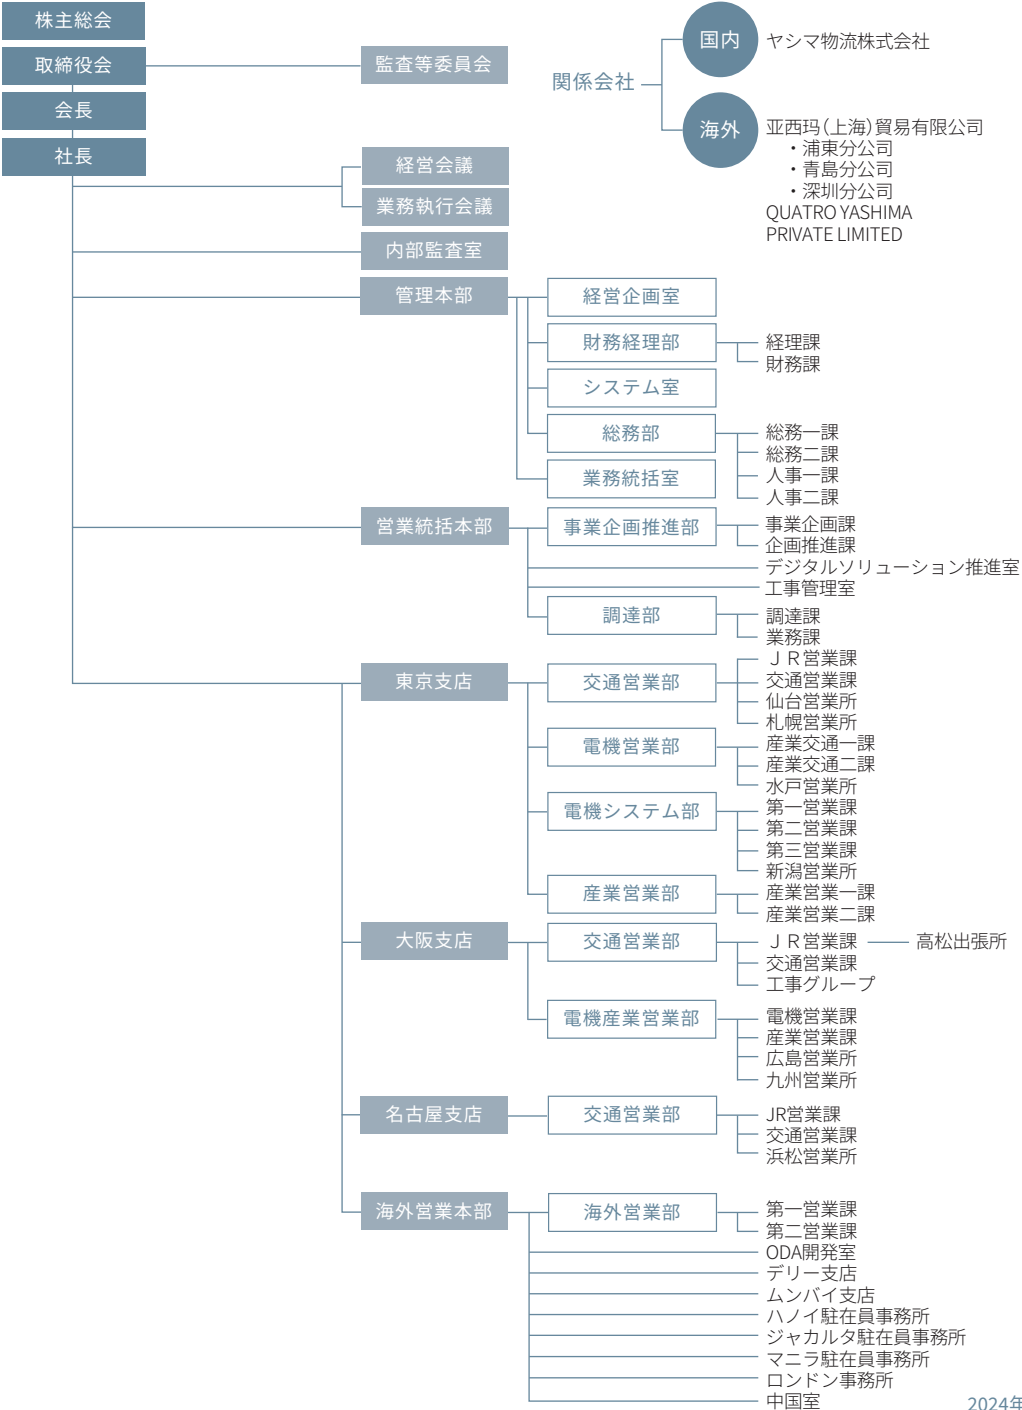 株主総会
取締役会
会長
社長
監査等委員会
経営会議
業務執行会議
内部監査室
関係会社
国内
ヤシマ物流株式会社
海外
亚西玛（上海）貿易有限公司
・浦東分公司
・青島分公司
・深圳分公司
QUATRO YASHIMA
PRIVATE LIMITED
管理本部
経営企画室
財務経理部
経理課
財務課
システム室
総務部
総務一課
総務二課
人事一課
人事二課
業務統括室
営業統括本部
事業企画推進部
事業企画課
企画推進課
デジタルソリューション推進室
工事管理室
調達部
調達課
業務課
東京支店
交通営業部
ＪＲ営業課
交通営業課
仙台営業所
札幌営業所
電機営業部
産業交通一課
産業交通二課
水戸営業所
電機システム部
第一営業課
第二営業課
第三営業課
新潟営業所
産業営業部
産業営業一課
産業営業二課
大阪支店
交通営業部
ＪＲ営業課
高松出張所
交通営業課
工事グループ
電機産業営業部
電機営業課
産業営業課
広島営業所
九州営業所
名古屋支店
交通営業部
JR営業課
交通営業課
浜松営業所
海外営業本部
海外営業部
第一営業課
第二営業課
ODA開発室
デリー支店
ムンバイ支店
ハノイ駐在員事務所
ジャカルタ駐在員事務所
マニラ駐在員事務所
ロンドン事務所
中国室
2024年